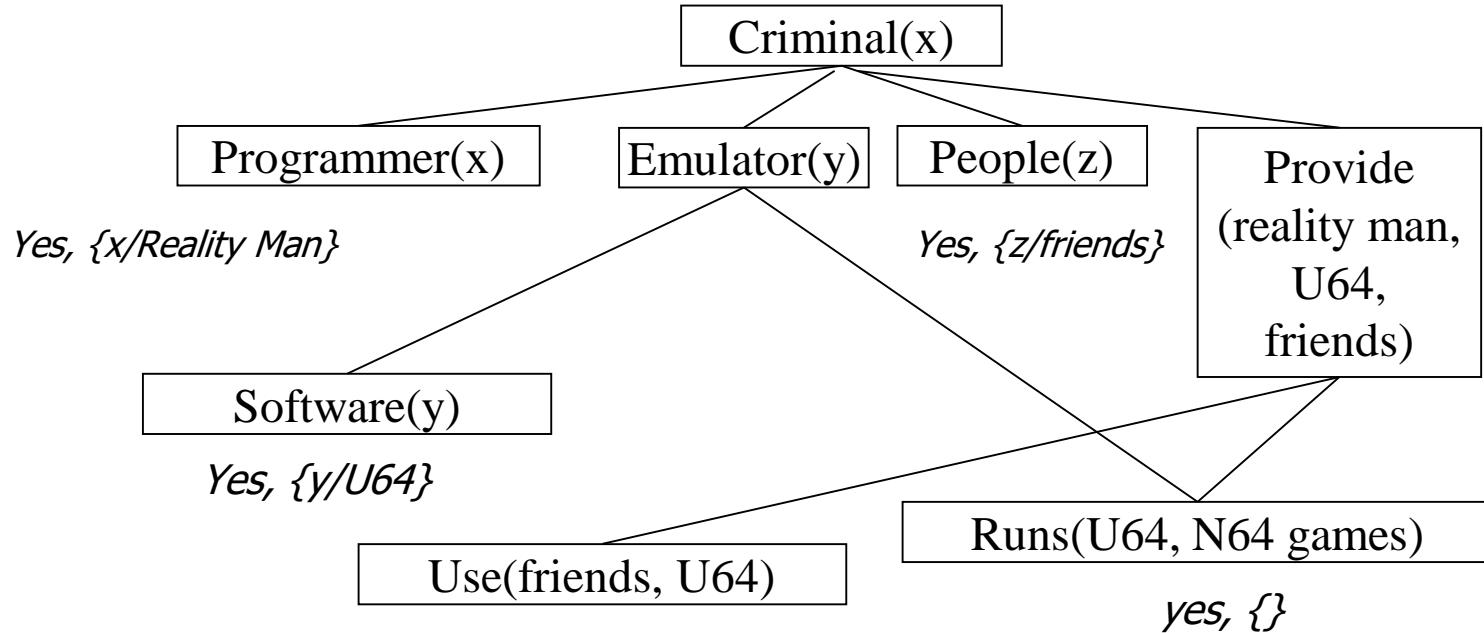 Criminal(x)
Programmer(x)
Emulator(y)
People(z)
Provide
(reality man,
U64,
friends)
Yes, {x/Reality Man}
Yes, {z/friends}
Software(y)
Yes, {y/U64}
Use(friends, U64)
Runs(U64, N64 games)
yes, {}